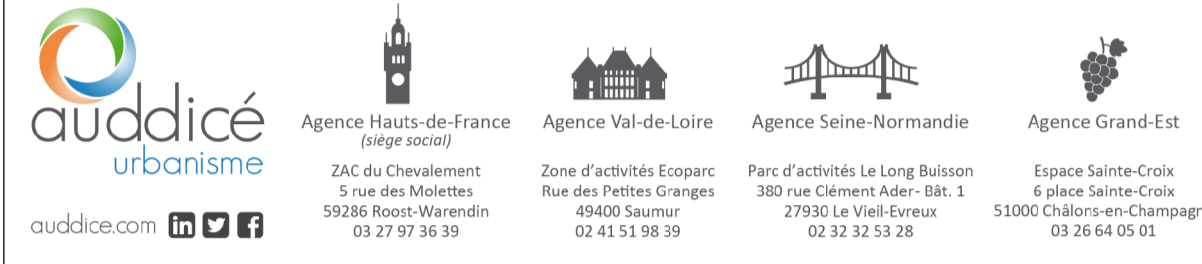 auddicé
urbanisme
auddice.com
Agence Hauts-de-France
(siège social)
ZAC du Chevalement
5 rue des Molettes
59286 Roost-Warendin
03 27 97 36 39
Agence Val-de-Loire
Zone d’activités Ecoparc
Rue des Petites Granges
49400 Saumur
02 41 51 98 39
Agence Seine-Normandie
Parc d’activités Le Long Buisson
380 rue Clément Ader- Bât. 1
27930 Le Vieil-Evreux
02 32 32 53 28
Agence Grand-Est
Espace Sainte-Croix
6 place Sainte-Croix
51000 Châlons-en-Champagn
03 26 64 05 01